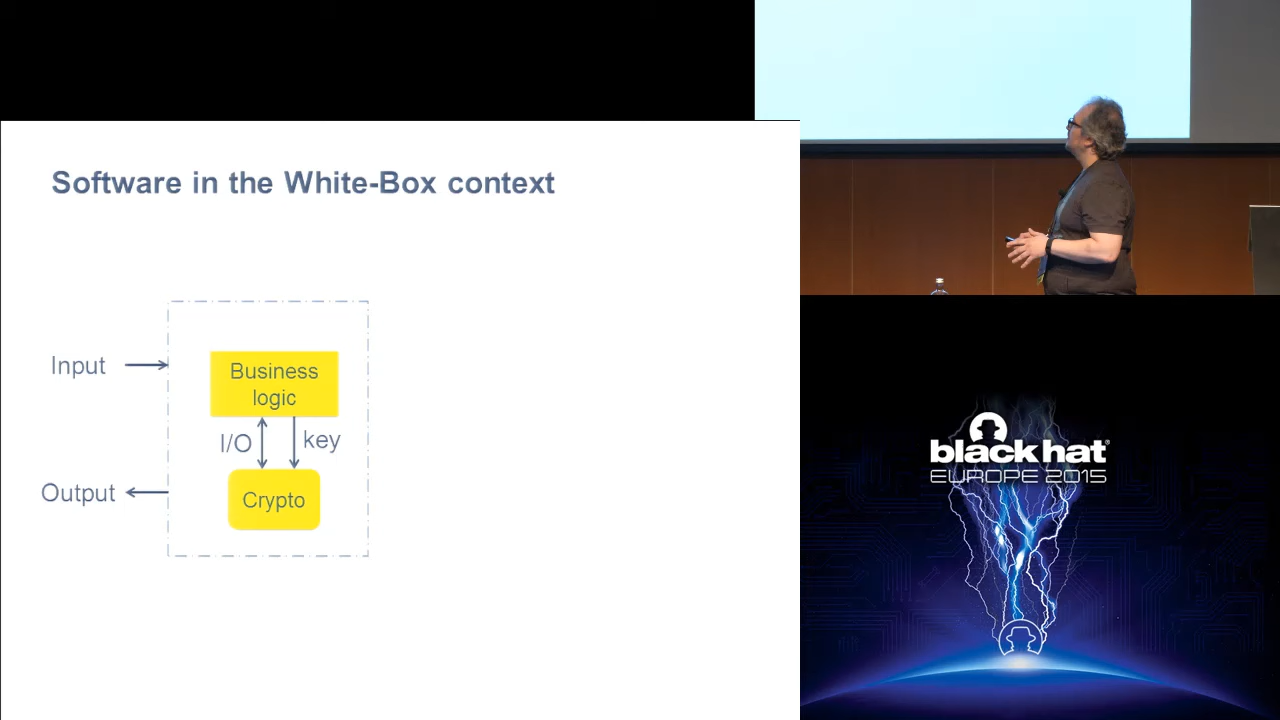 Software in the White-Box context
Input
Business
logic
I/O
key
Output
Crypto
black hat®
EUROPE 2015